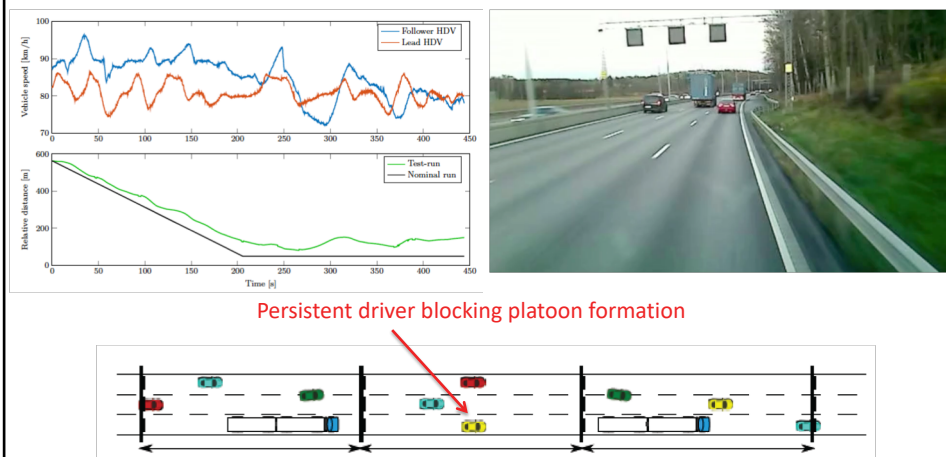 100
90
80
70
Vehicle speed [km/h]
Follower HDV
Lead HDV
0 50 100 150 200 250 300 350 400 450
600
400
200
0
Relative distance [m]
Test-run
Nominal run
0 50 100 150 200 250 300 350 400 450
Time [s]
Persistent driver blocking platoon formation